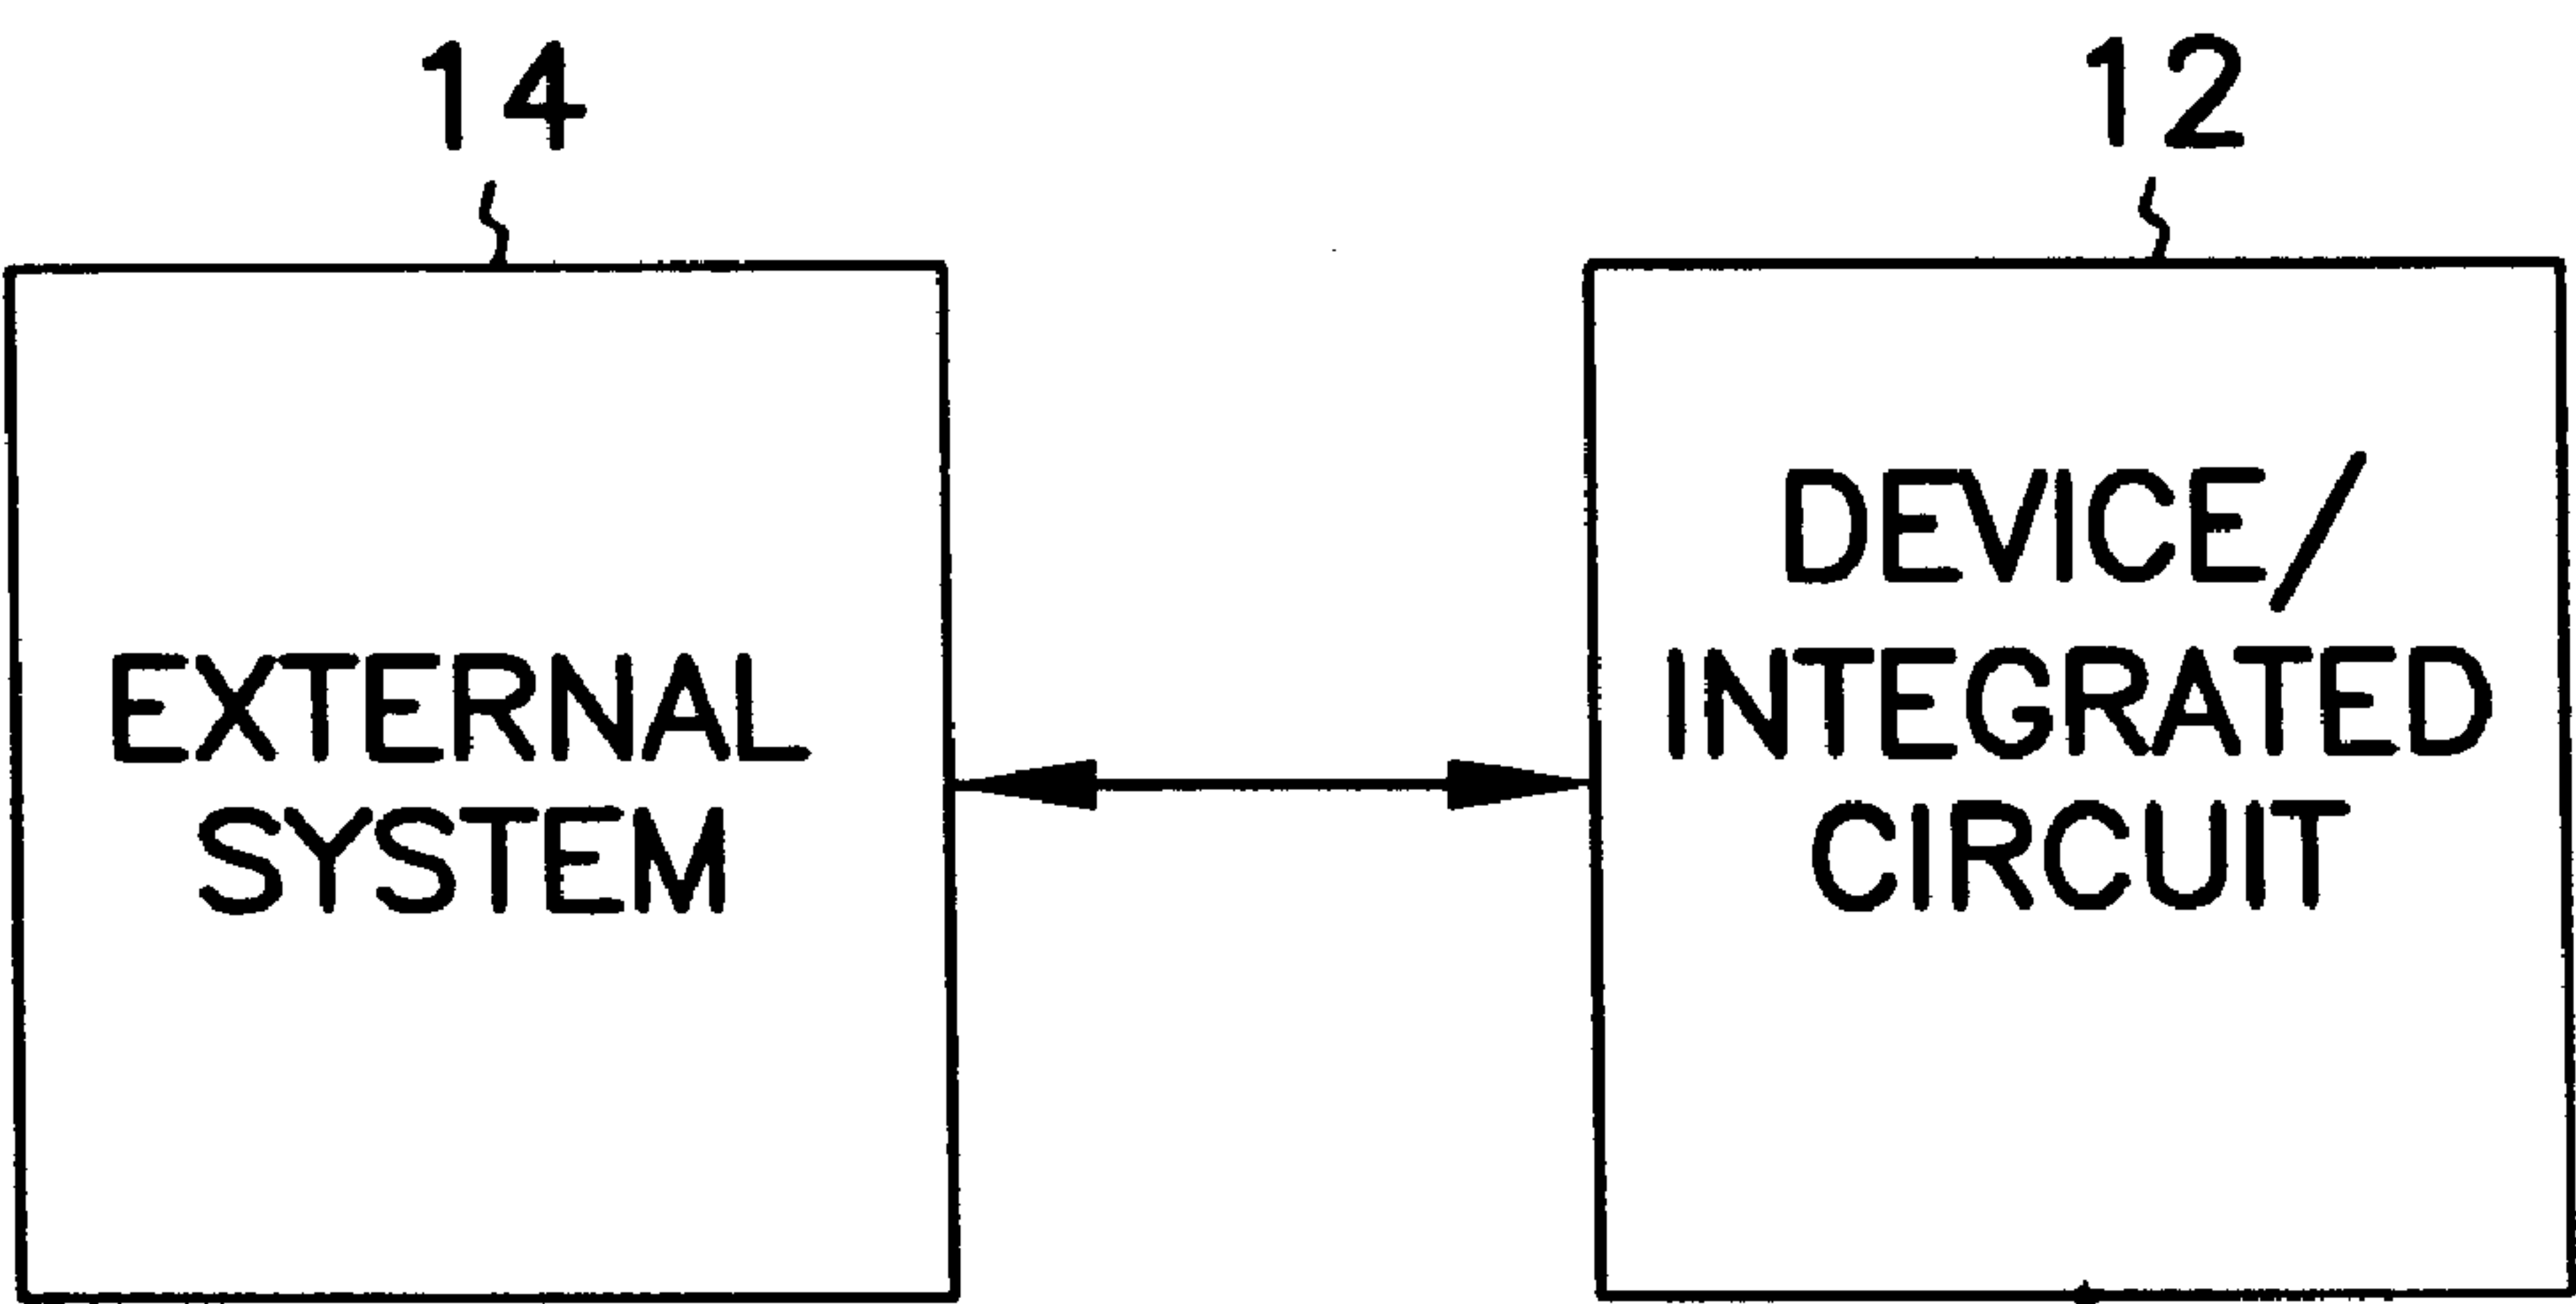 14
12
EXTERNAL
SYSTEM
DEVICE/
INTEGRATED
CIRCUIT